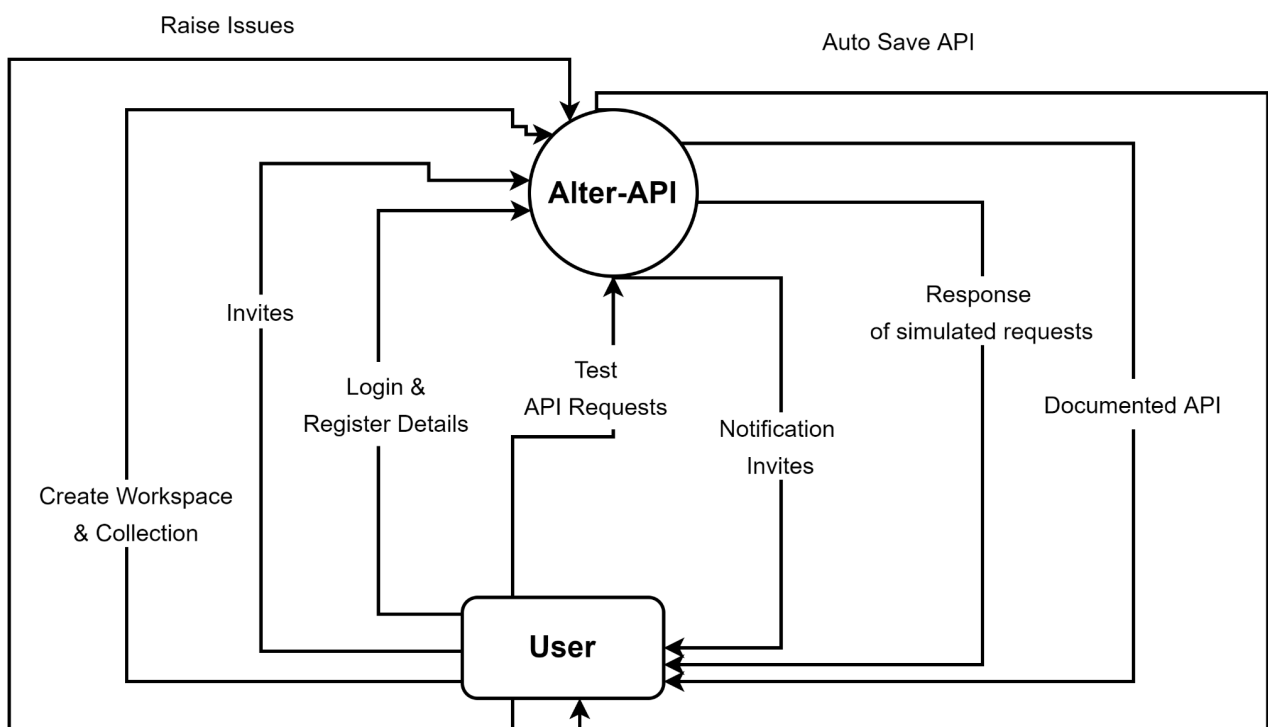 Raise Issues
Auto Save API
Alter-API
Invites
Response
of simulated requests
Login &
Register Details
Test
API Requests
Documented API
Notification
Invites
Create Workspace
& Collection
User